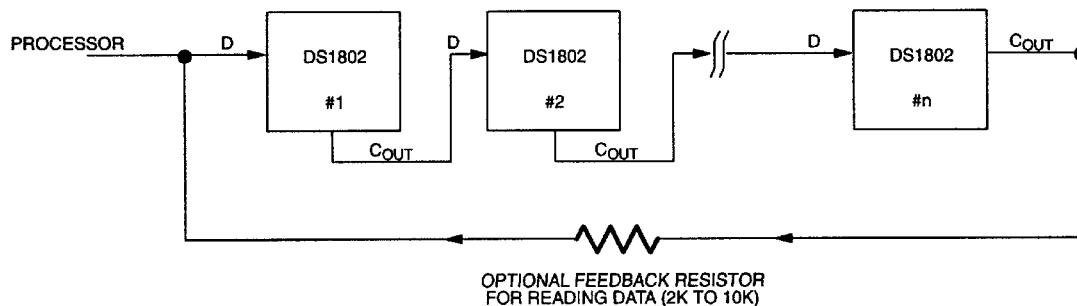 PROCESSOR
D
DS1802
#1
COUT
D
DS1802
#2
COUT
D
DS1802
#n
COUT
OPTIONAL FEEDBACK RESISTOR
FOR READING DATA (2K TO 10K)